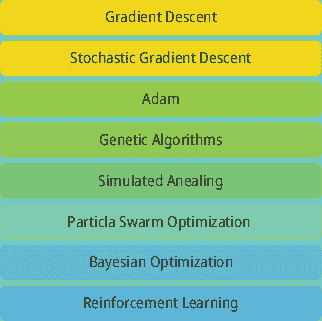 Gradient Descent
Stochastic Gradient Descent
Adam
Genetic Algorithms
Simulated Anealing
Particla Swarm Optimization
Bayesian Optimization
Reinforcement Learning